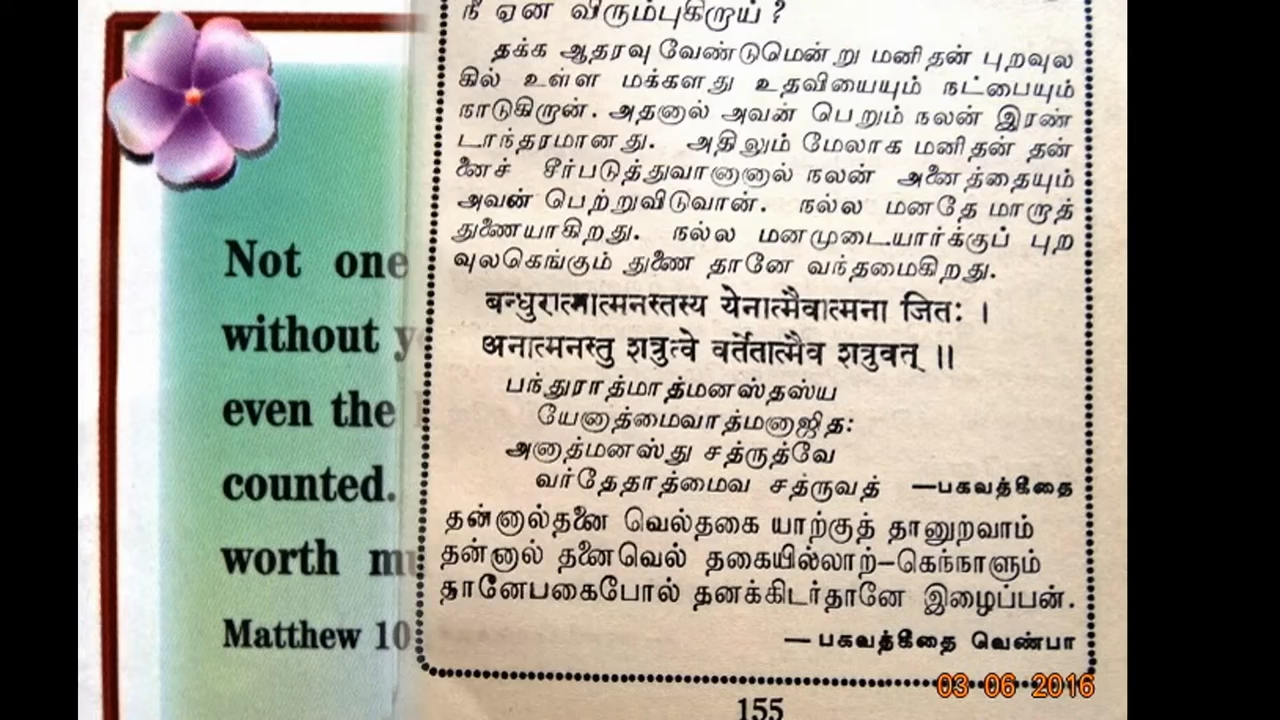 Not one
without
even the
counted.
worth
Matthew 10
நீ ஏன் விரும்புகிறாய் ?
தக்க ஆதரவு வேண்டுமென்று மனிதன் புறவுல
கில் உள்ள மக்களது உதவியையும் நட்பையும்
நாடுகிறான். அதனால் அவன் பெறும் நலன் இரண்
டாந்தரமானது. அதிலும் மேலாக மனிதன் தன்
னைச் சீர்படுத்துவானானால் நலன் அனைத்தையும்
அவன் பெற்றுவிடுவான். நல்ல மனதே மாறாத்
துணையாகிறது. நல்ல மனமுடையார்க்குப் புற
வுலகெங்கும் துணை தானே வந்தமைகிறது.
बन्धुरात्मात्मनस्तस्य येनात्मैवात्मना जितः ।
अनात्मनस्तु शत्रुत्वे वर्तेतात्मैव शत्रुवत् ॥
பந்துராத்மாத்மனஸ்தஸ்ய
யேனாத்மைவாத்மனாஜித:
அனாத்மனஸ்து சத்ருத்வே
வர்தேதாத்மைவ சத்ருவத் —பகவத்கீதை
தன்னால்தனை வெல்தகை யாற்குத் தானுறவாம்
தன்னால் தனைவெல் தகையில்லாற்–கெந்நாளும்
தானேபகைபோல் தனக்கிடர்தானே இழைப்பன்.
— பகவத்கீதை வெண்பா
155
03 06 2016